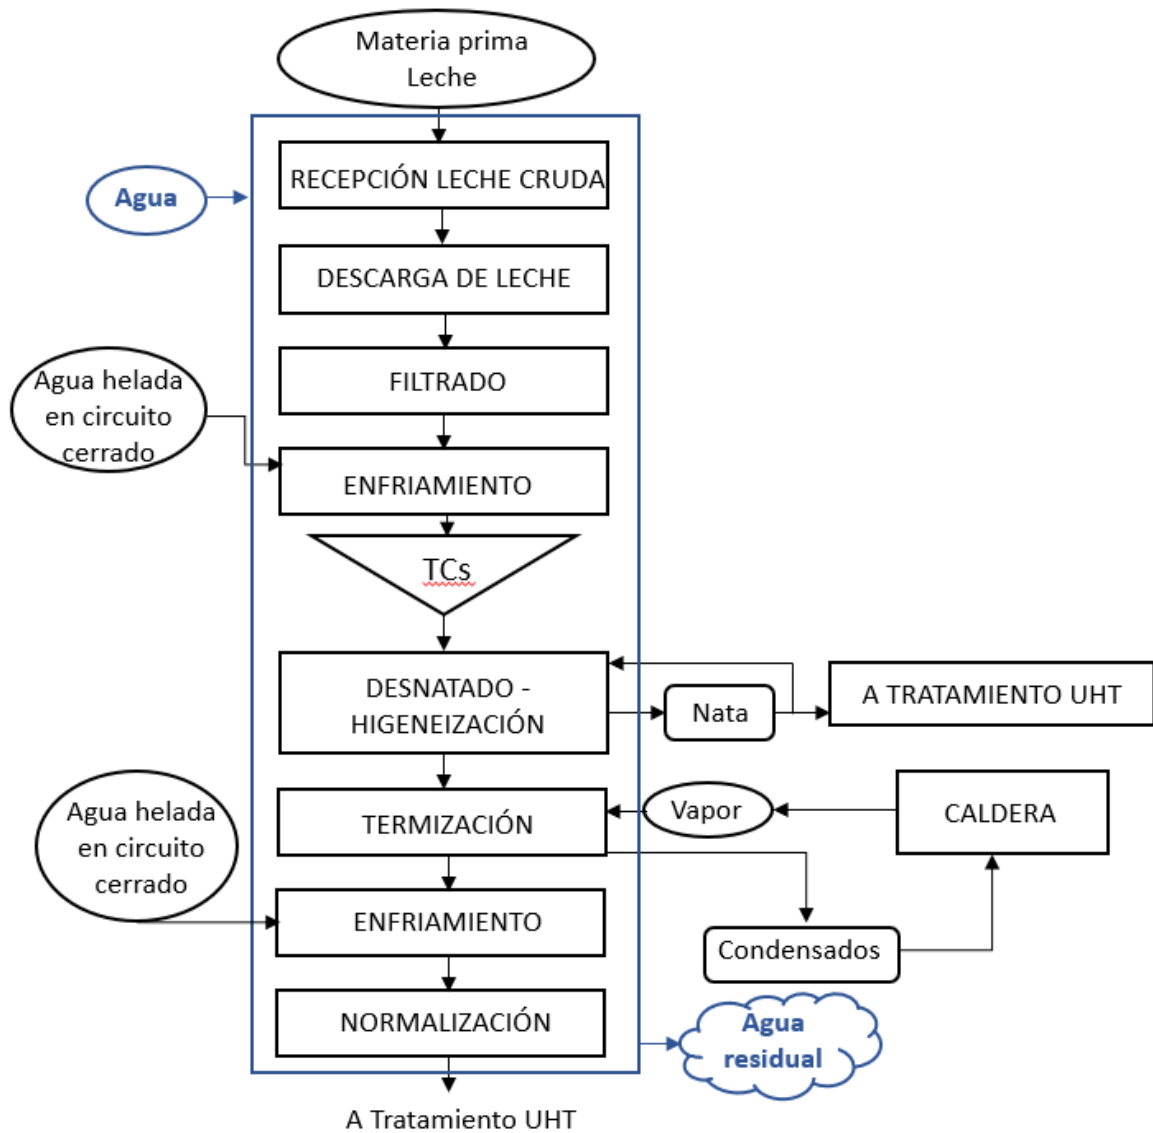 Materia prima
Leche
RECEPCIÓN LECHE CRUDA
Agua
DESCARGA DE LECHE
FILTRADO
Agua helada
en circuito
cerrado
ENFRIAMIENTO
TCs
DESNATADO -
HIGENEIZACIÓN
Nata
A TRATAMIENTO UHT
TERMIZACIÓN
Vapor
CALDERA
Agua helada
en circuito
cerrado
ENFRIAMIENTO
Condensados
NORMALIZACIÓN
Agua
residual
A Tratamiento UHT